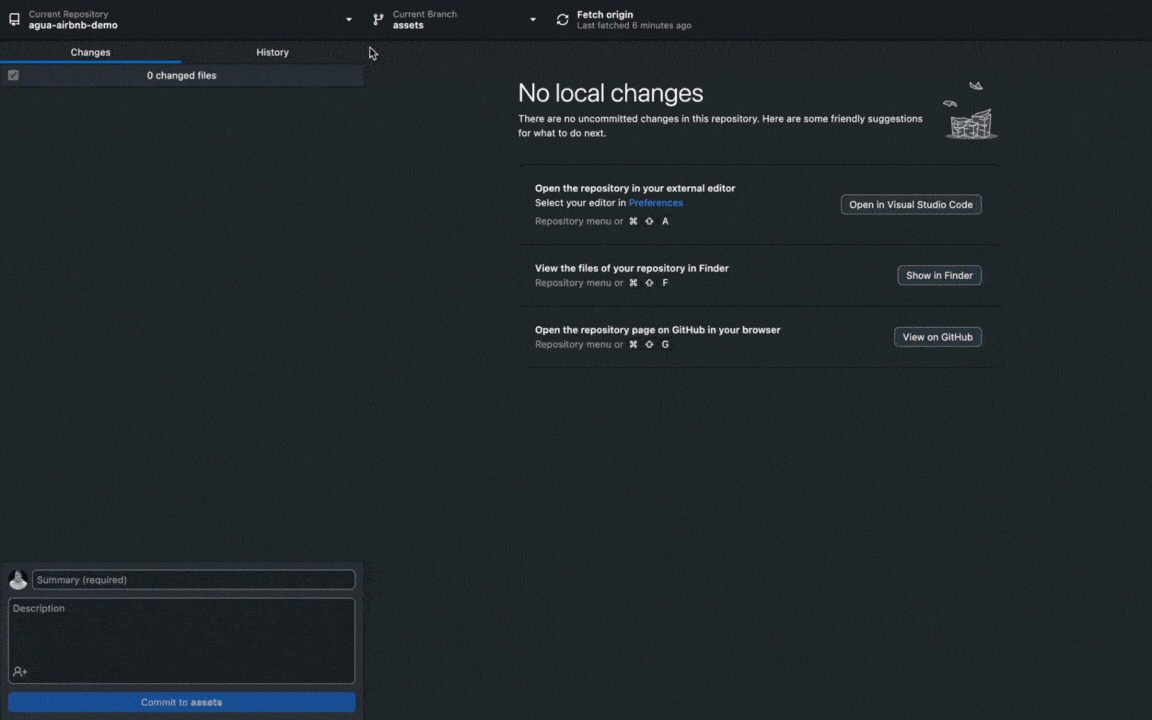 Current Repository
agua-airbnb-demo
Current Branch
assets
Fetch origin
Last fetched 6 minutes ago
Changes
History
0 changed files
No local changes
There are no uncommitted changes in this repository. Here are some friendly suggestions
for what to do next.
Open the repository in your external editor
Select your editor in Preferences
Repository menu or ⌘ ⇧ A
Open in Visual Studio Code
View the files of your repository in Finder
Repository menu or ⌘ ⇧ F
Show in Finder
Open the repository page on GitHub in your browser
Repository menu or ⌘ ⇧ G
View on GitHub
Summary (required)
Description
Commit to assets